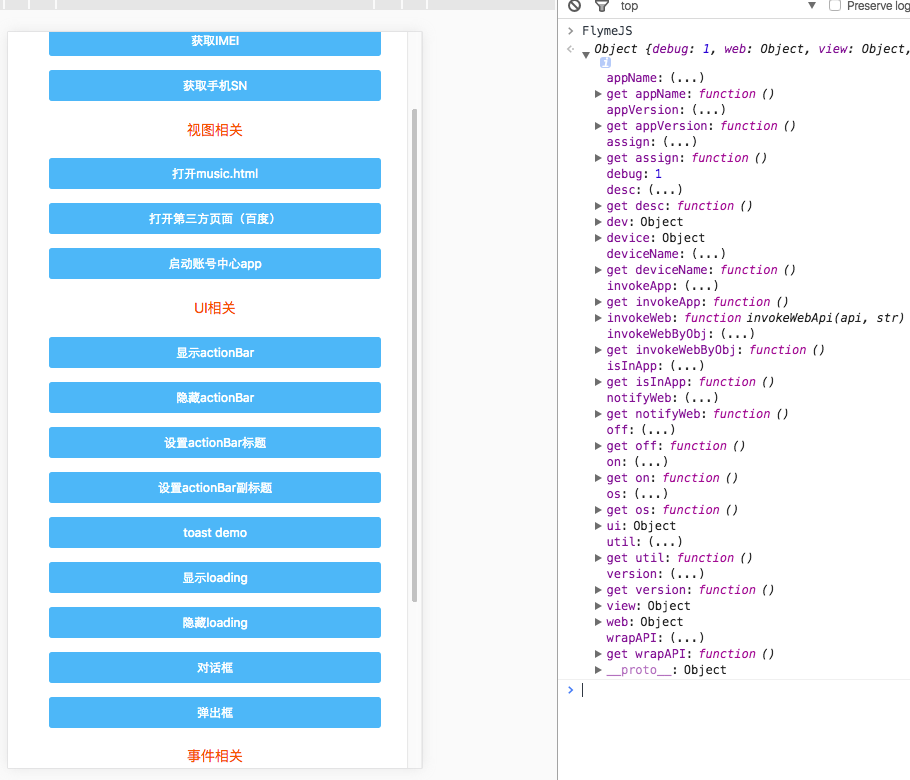 获取IMEI
获取手机SN
视图相关
打开music.html
打开第三方页面（百度）
启动账号中心app
UI相关
显示actionBar
隐藏actionBar
设置actionBar标题
设置actionBar副标题
toast demo
显示loading
隐藏loading
对话框
弹出框
事件相关
top
Preserve log
FlymeJS
Object {debug: 1, web: Object, view: Object,
i
appName: (...)
get appName: function ()
appVersion: (...)
get appVersion: function ()
assign: (...)
get assign: function ()
debug: 1
desc: (...)
get desc: function ()
dev: Object
device: Object
deviceName: (...)
get deviceName: function ()
invokeApp: (...)
get invokeApp: function ()
invokeWeb: function invokeWebApi(api, str)
invokeWebByObj: (...)
get invokeWebByObj: function ()
isInApp: (...)
get isInApp: function ()
notifyWeb: (...)
get notifyWeb: function ()
off: (...)
get off: function ()
on: (...)
get on: function ()
os: (...)
get os: function ()
ui: Object
util: (...)
get util: function ()
version: (...)
get version: function ()
view: Object
web: Object
wrapAPI: (...)
get wrapAPI: function ()
__proto__: Object